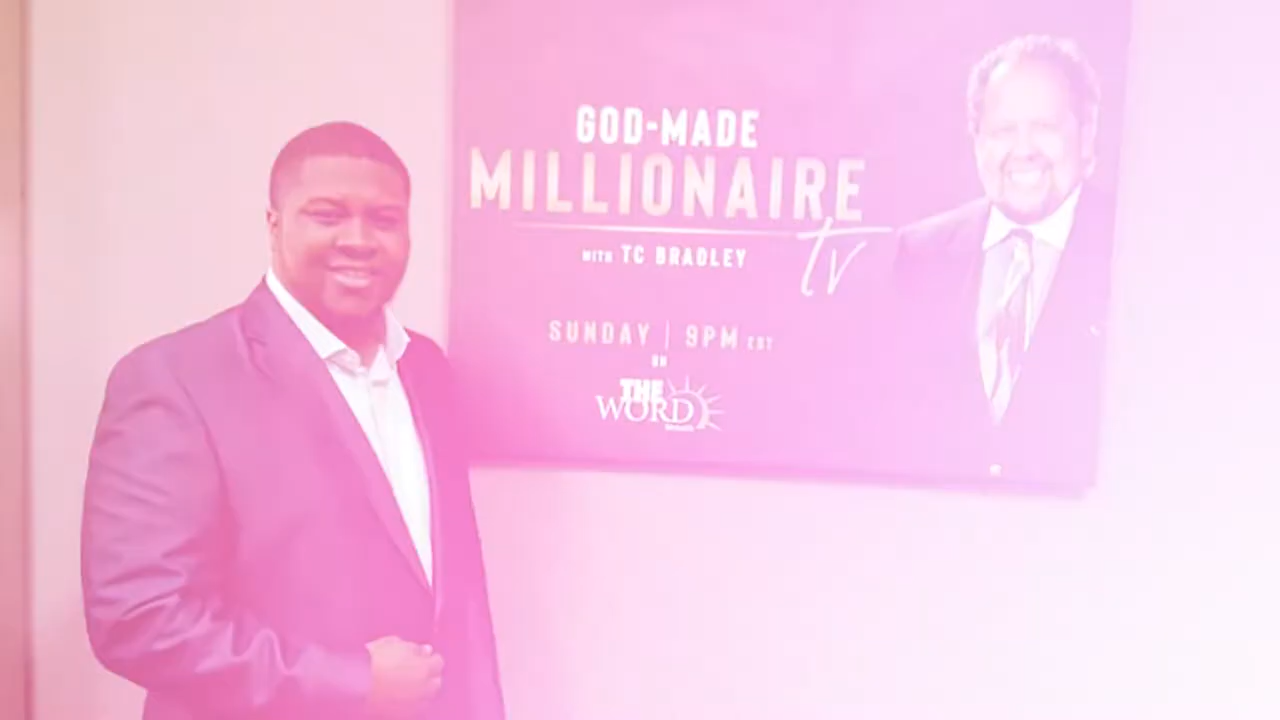 GOD-MADE
MILLIONAIRE
tv
WITH TC BRADLEY
SUNDAY | 9PM EST
ON
THE
WORD